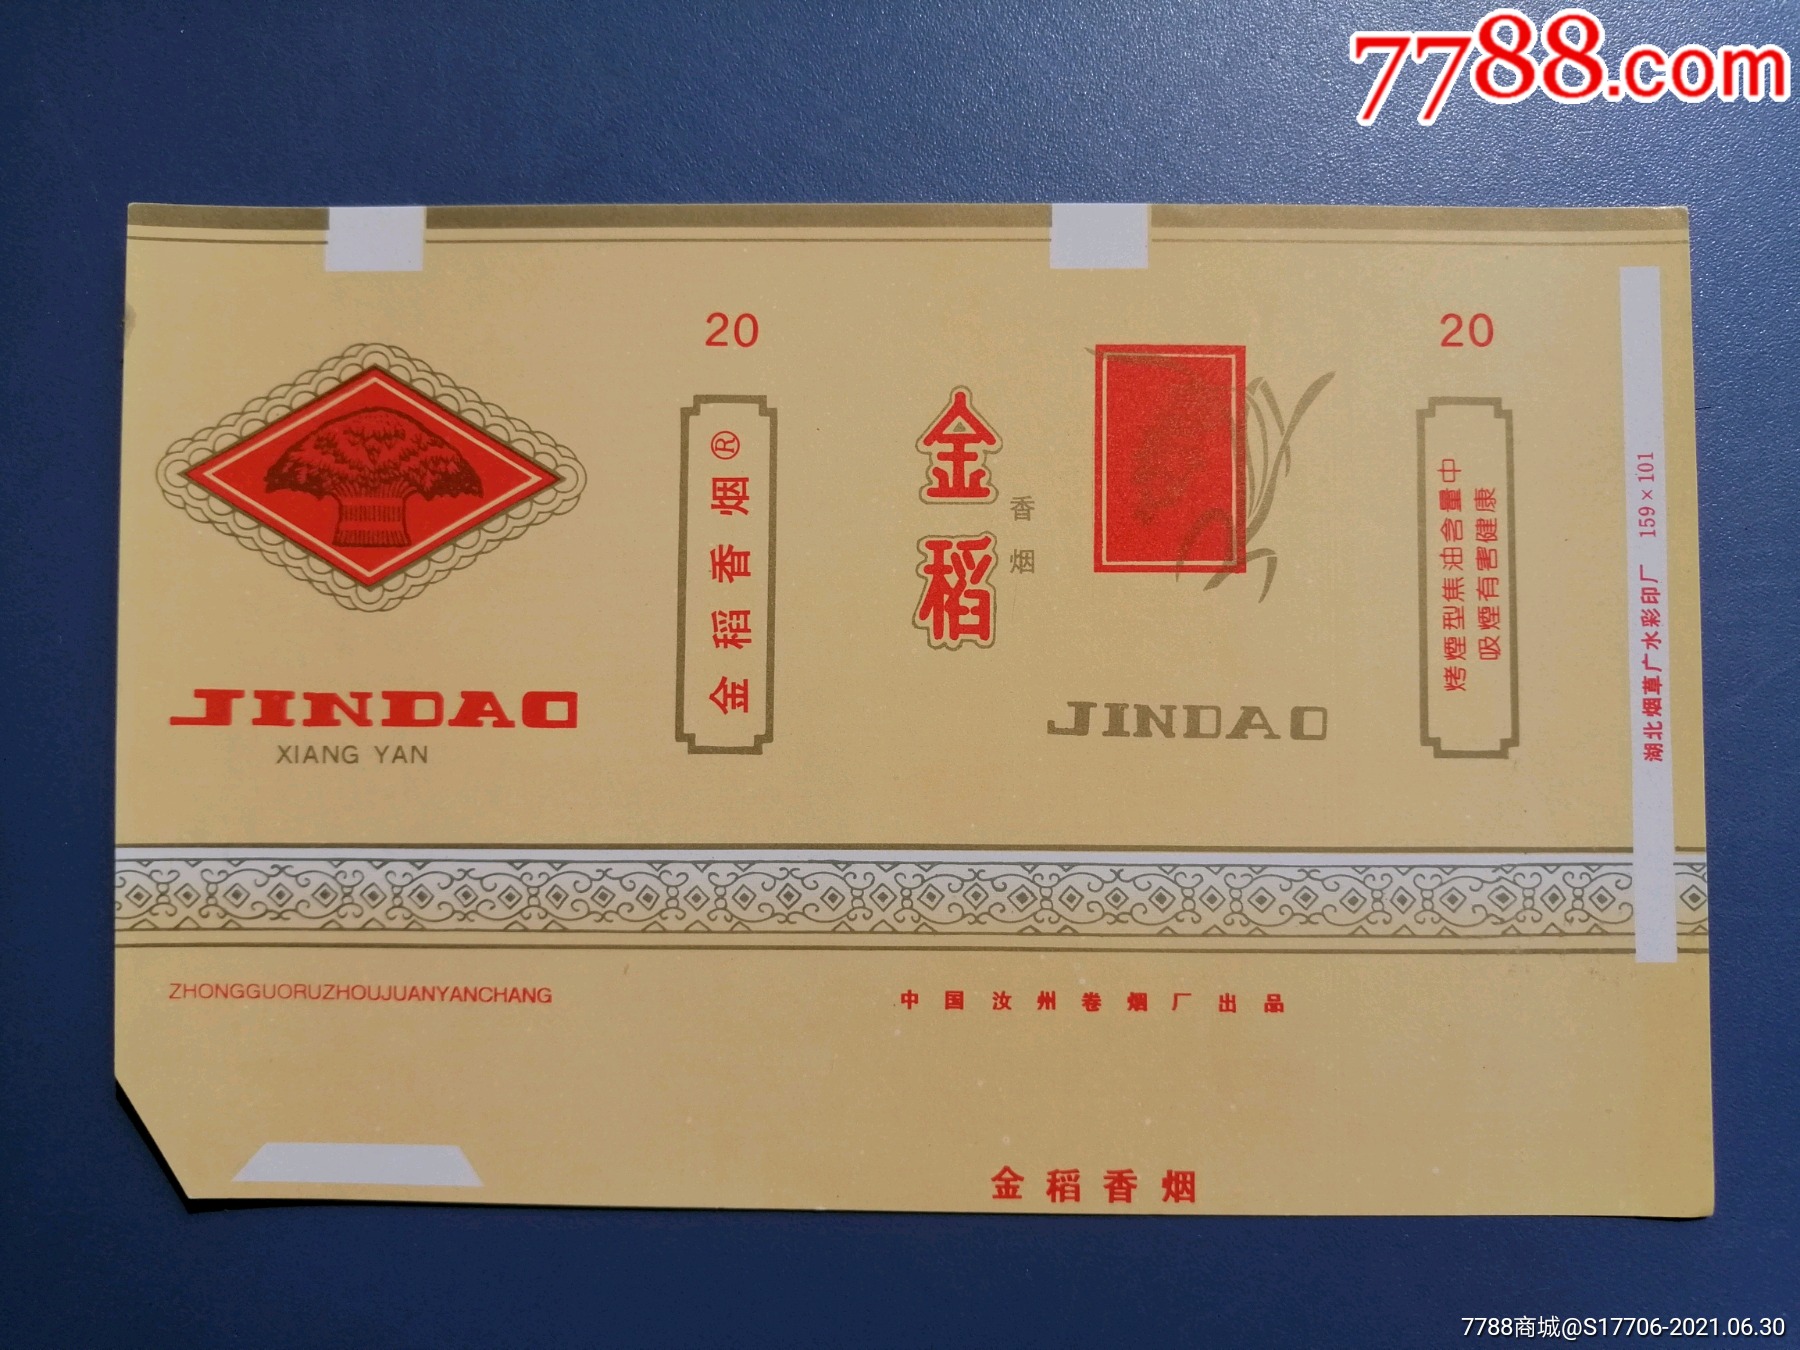 7788.com
20
20
金稻香烟®
金稻
香烟
烤煙型焦油含量中
吸煙有害健康
湖北烟草广水彩印厂 159×101
JINDAO
XIANG YAN
JINDAO
ZHONGGUORUZHOUJUANYANCHANG
中国汝州卷烟厂出品
金稻香烟
7788商城@S17706-2021.06.30